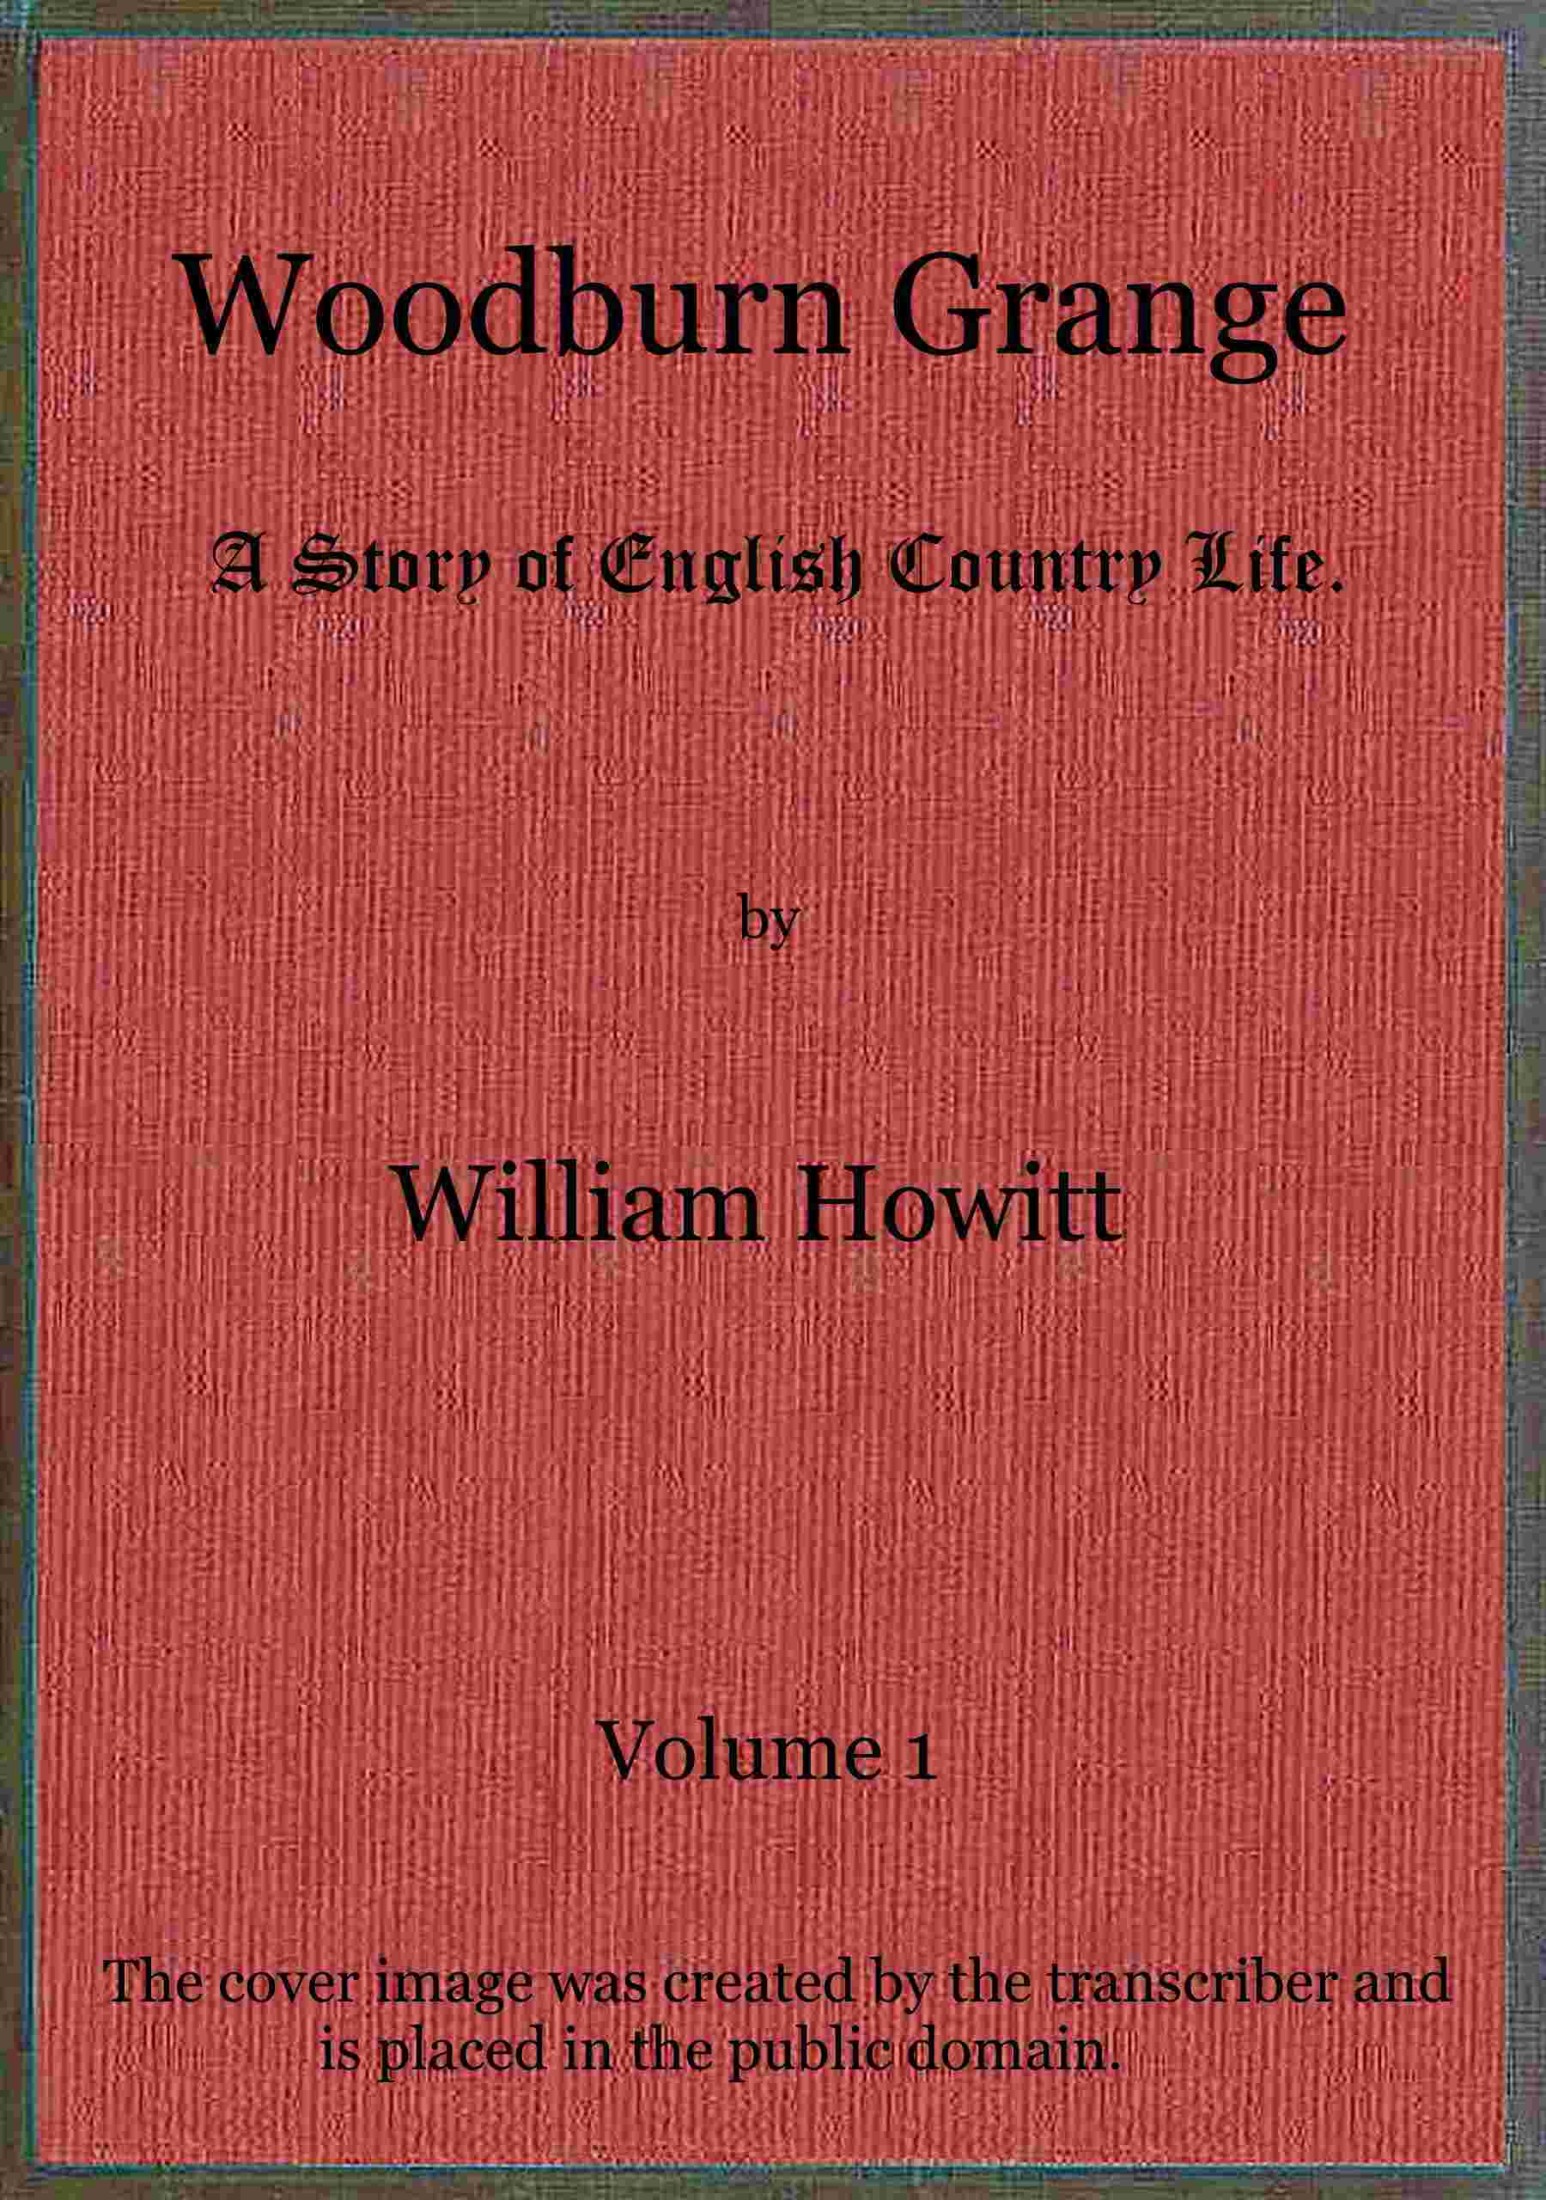 Woodburn Grange
A Story of English Country Life.
by
William Howitt
Volume 1
The cover image was created by the transcriber and
is placed in the public domain.